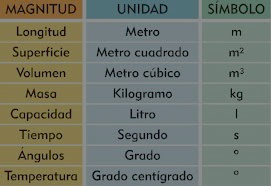 MAGNITUD UNIDAD SÍMBOLO
Longitud Metro m
Superficie Metro cuadrado m²
Volumen Metro cúbico m³
Masa Kilogramo kg
Capacidad Litro l
Tiempo Segundo s
Ángulos Grado º
Temperatura Grado centígrado º